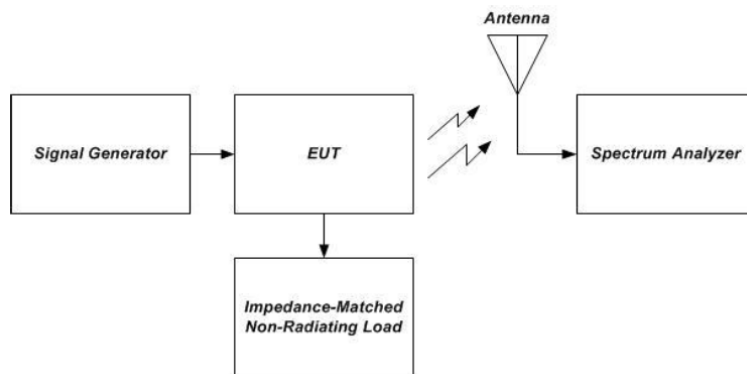 Antenna
Signal Generator
EUT
Spectrum Analyzer
Impedance-Matched
Non-Radiating Load